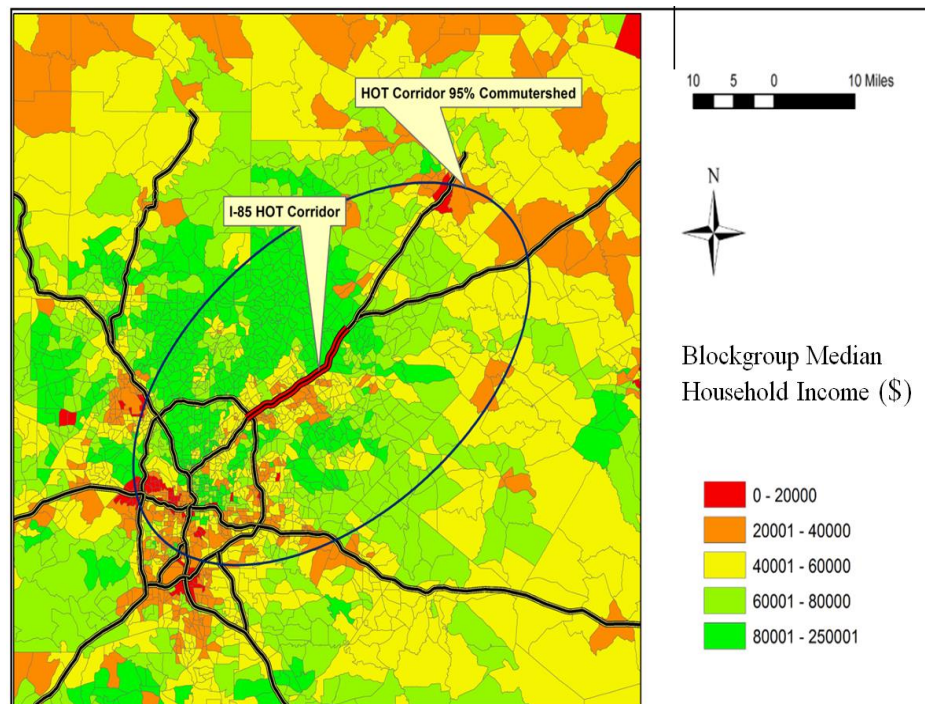 HOT Corridor 95% Commutershed
I-85 HOT Corridor
10 5 0 10 Miles
N
Blockgroup Median
Household Income ($)
0 - 20000
20001 - 40000
40001 - 60000
60001 - 80000
80001 - 250001